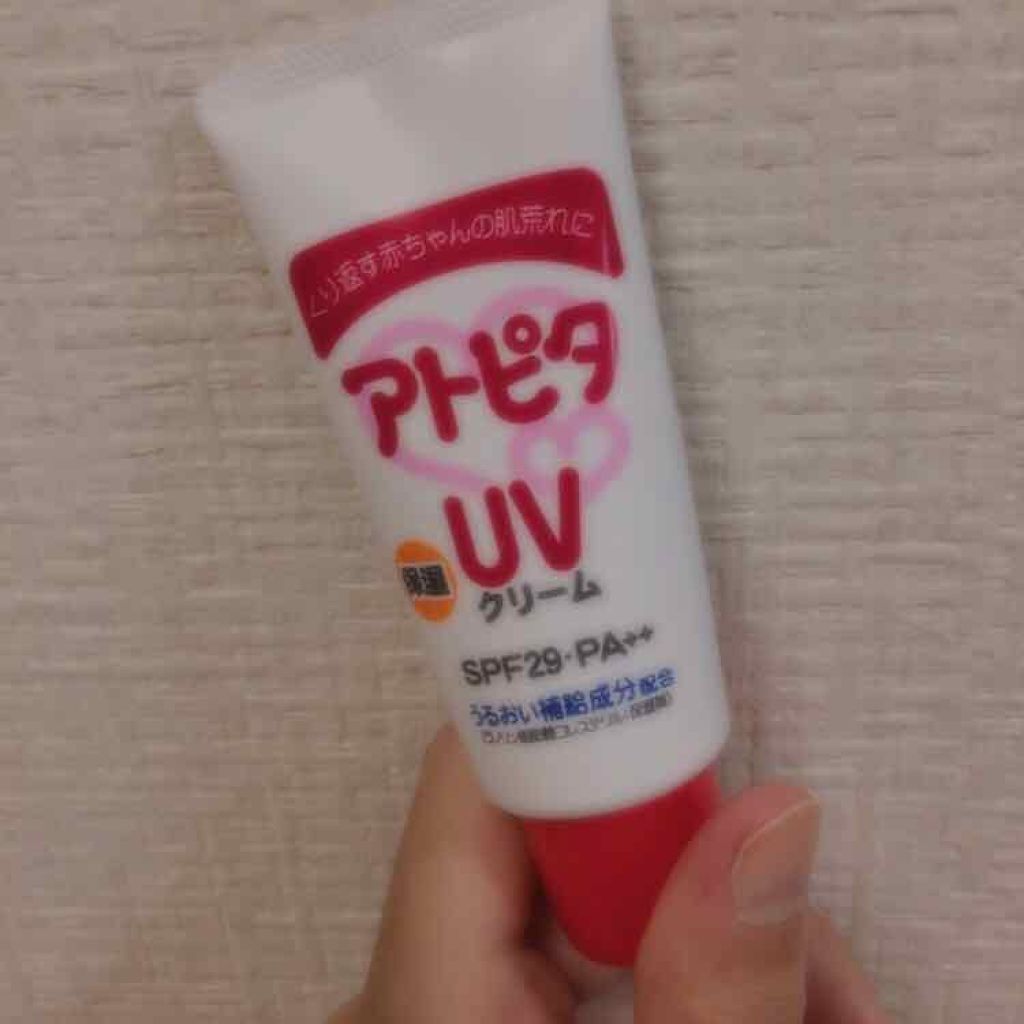 くり返す赤ちゃんの肌荒れに
アトピタ
UV
保湿
クリーム
SPF29・PA++
うるおい補給成分配合